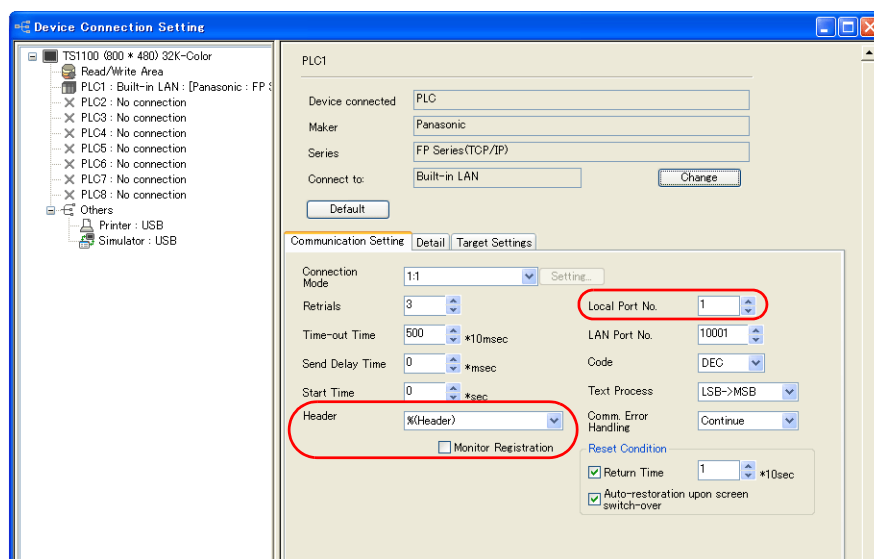 Device Connection Setting
TS1100 (800 * 480) 32K-Color
Read/Write Area
PLC1 : Built-in LAN : [Panasonic : FP S
PLC2 : No connection
PLC3 : No connection
PLC4 : No connection
PLC5 : No connection
PLC6 : No connection
PLC7 : No connection
PLC8 : No connection
Others
Printer : USB
Simulator : USB
PLC1
Device connected PLC
Maker Panasonic
Series FP Series(TCP/IP)
Connect to: Built-in LAN Change
Default
Communication Setting Detail Target Settings
Connection Mode 1:1 Setting...
Retrials 3
Time-out Time 500 *10msec
Send Delay Time 0 *msec
Start Time 0 *sec
Header %(Header)
Monitor Registration
Local Port No. 1
LAN Port No. 10001
Code DEC
Text Process LSB->MSB
Comm. Error Handling Continue
Reset Condition
Return Time 1 *10sec
Auto-restoration upon screen
switch-over